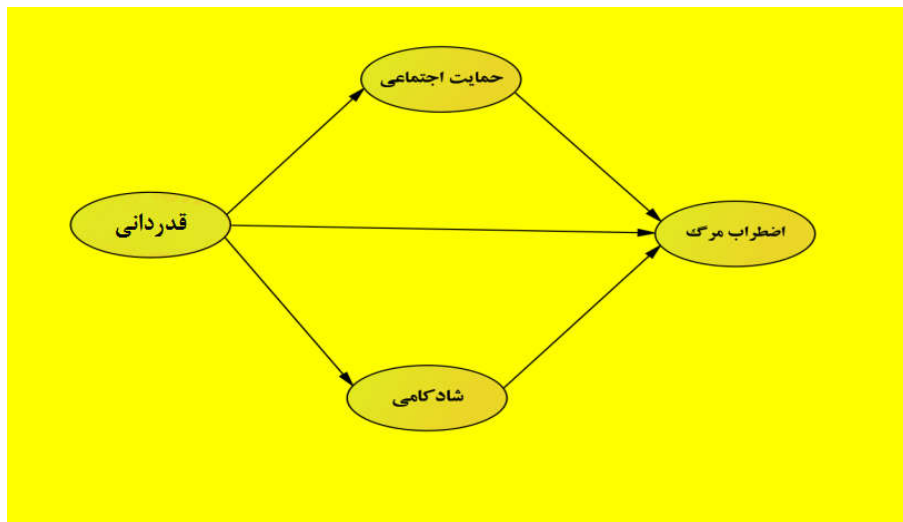 حمایت اجتماعی
قدردانی
اضطراب مرگ
شادکامی